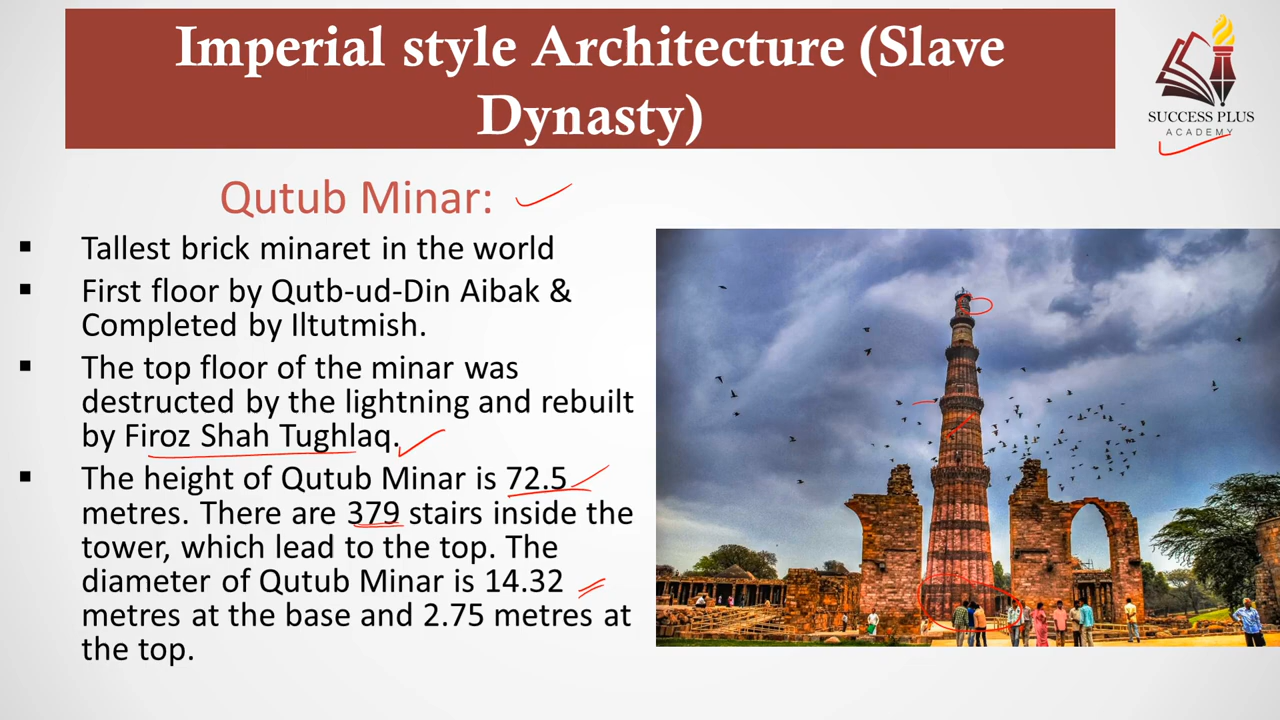 Imperial style Architecture (Slave
Dynasty)
SUCCESS PLUS
ACADEMY
Qutub Minar:
▪ Tallest brick minaret in the world
▪ First floor by Qutb-ud-Din Aibak &
Completed by Iltutmish.
▪ The top floor of the minar was
destructed by the lightning and rebuilt
by Firoz Shah Tughlaq.
▪ The height of Qutub Minar is 72.5
metres. There are 379 stairs inside the
tower, which lead to the top. The
diameter of Qutub Minar is 14.32
metres at the base and 2.75 metres at
the top.